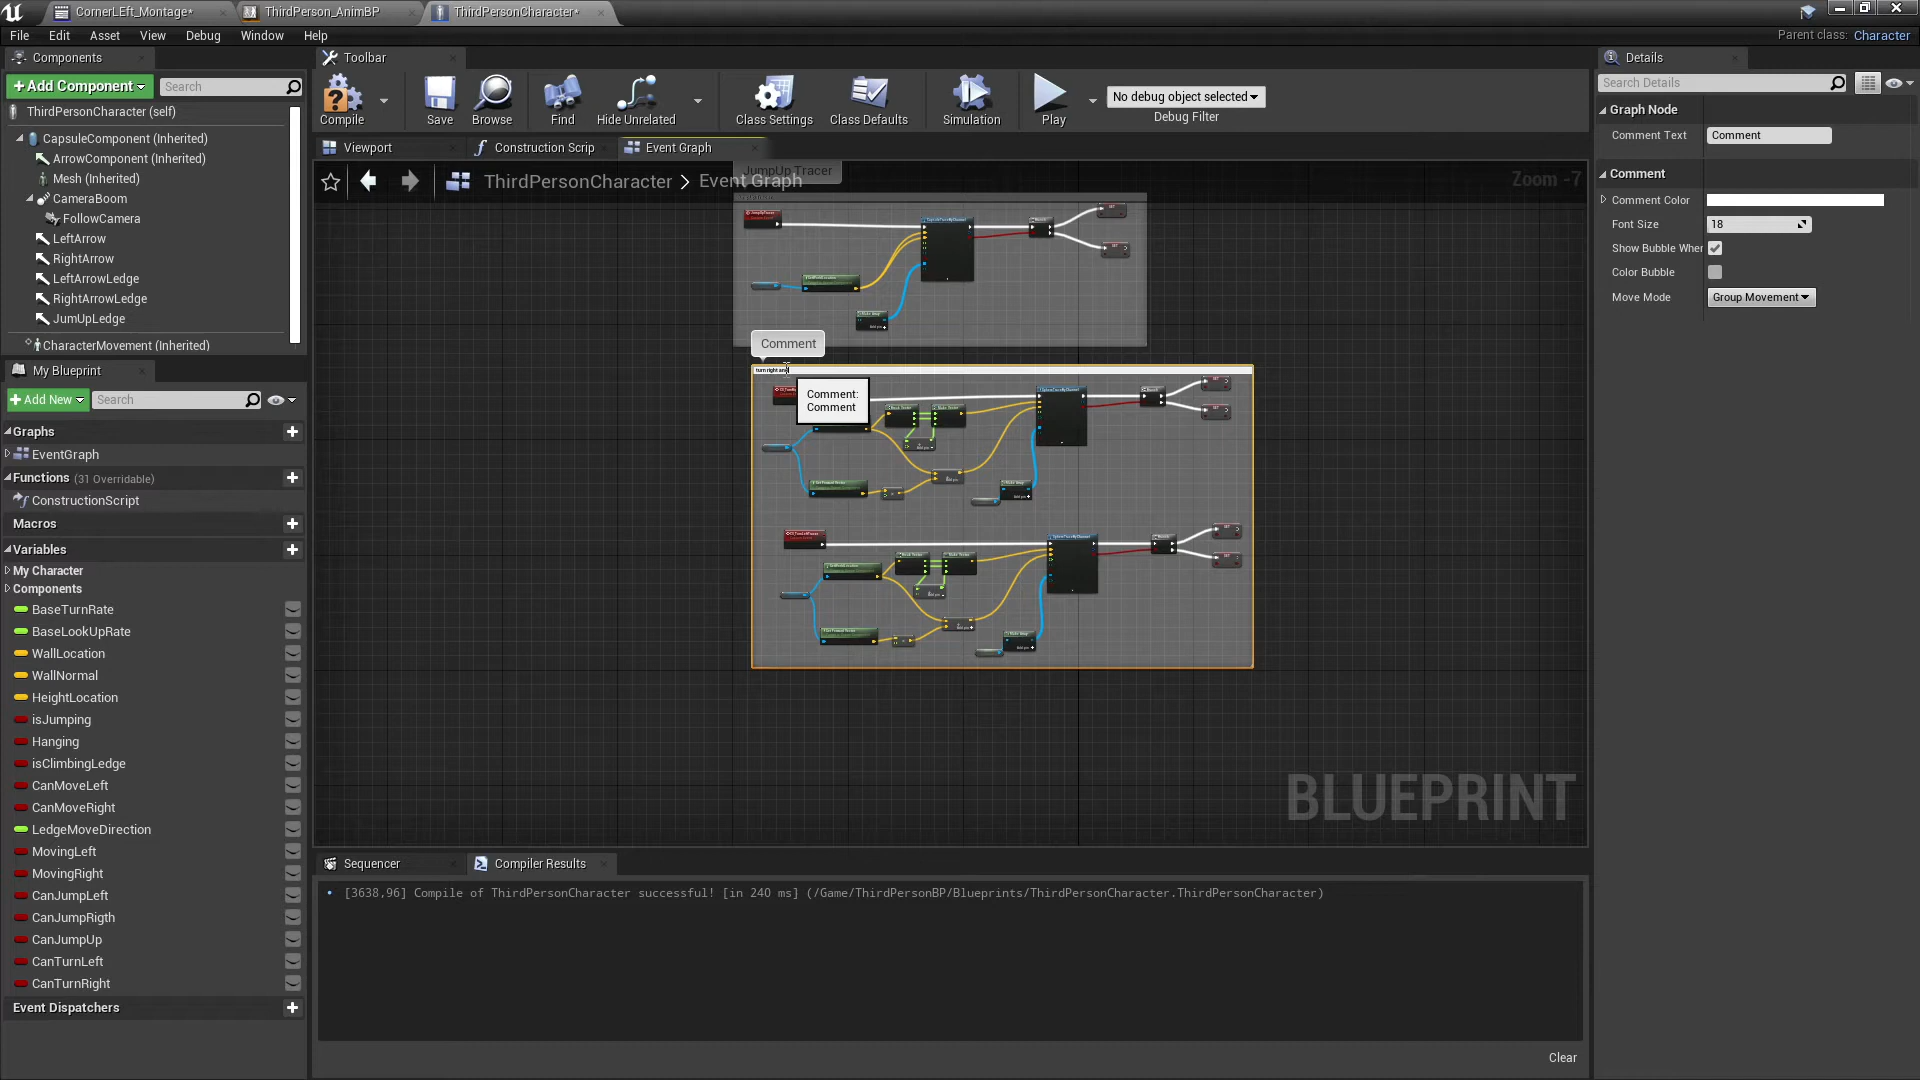 CornerLeft_Montage*
ThirdPerson_AnimBP
ThirdPersonCharacter*
File Edit Asset View Debug Window Help
Parent class: Character
Components
Toolbar
Details
+Add Component
Search
ThirdPersonCharacter (self)
CapsuleComponent (Inherited)
ArrowComponent (Inherited)
Mesh (Inherited)
CameraBoom
FollowCamera
LeftArrow
RightArrow
LeftArrowLedge
RightArrowLedge
JumUpLedge
CharacterMovement (Inherited)
Compile
Save
Browse
Find
Hide Unrelated
Class Settings
Class Defaults
Simulation
Play
No debug object selected
Debug Filter
Viewport
Construction Scrip
Event Graph
ThirdPersonCharacter > Event Graph
Zoom -7
JumpUp Tracer
Comment
turn right and
Comment:
Comment
BLUEPRINT
My Blueprint
+Add New
Search
Graphs
EventGraph
Functions (31 Overridable)
ConstructionScript
Macros
Variables
My Character
Components
BaseTurnRate
BaseLookUpRate
WallLocation
WallNormal
HeightLocation
isJumping
Hanging
isClimbingLedge
CanMoveLeft
CanMoveRight
LedgeMoveDirection
MovingLeft
MovingRight
CanJumpLeft
CanJumpRigth
CanJumpUp
CanTurnLeft
CanTurnRight
Event Dispatchers
Sequencer
Compiler Results
[3638,96] Compile of ThirdPersonCharacter successful! [in 240 ms] (/Game/ThirdPersonBP/Blueprints/ThirdPersonCharacter.ThirdPersonCharacter)
Clear
Search Details
Graph Node
Comment Text Comment
Comment
Comment Color
Font Size 18
Show Bubble Wher
Color Bubble
Move Mode Group Movement